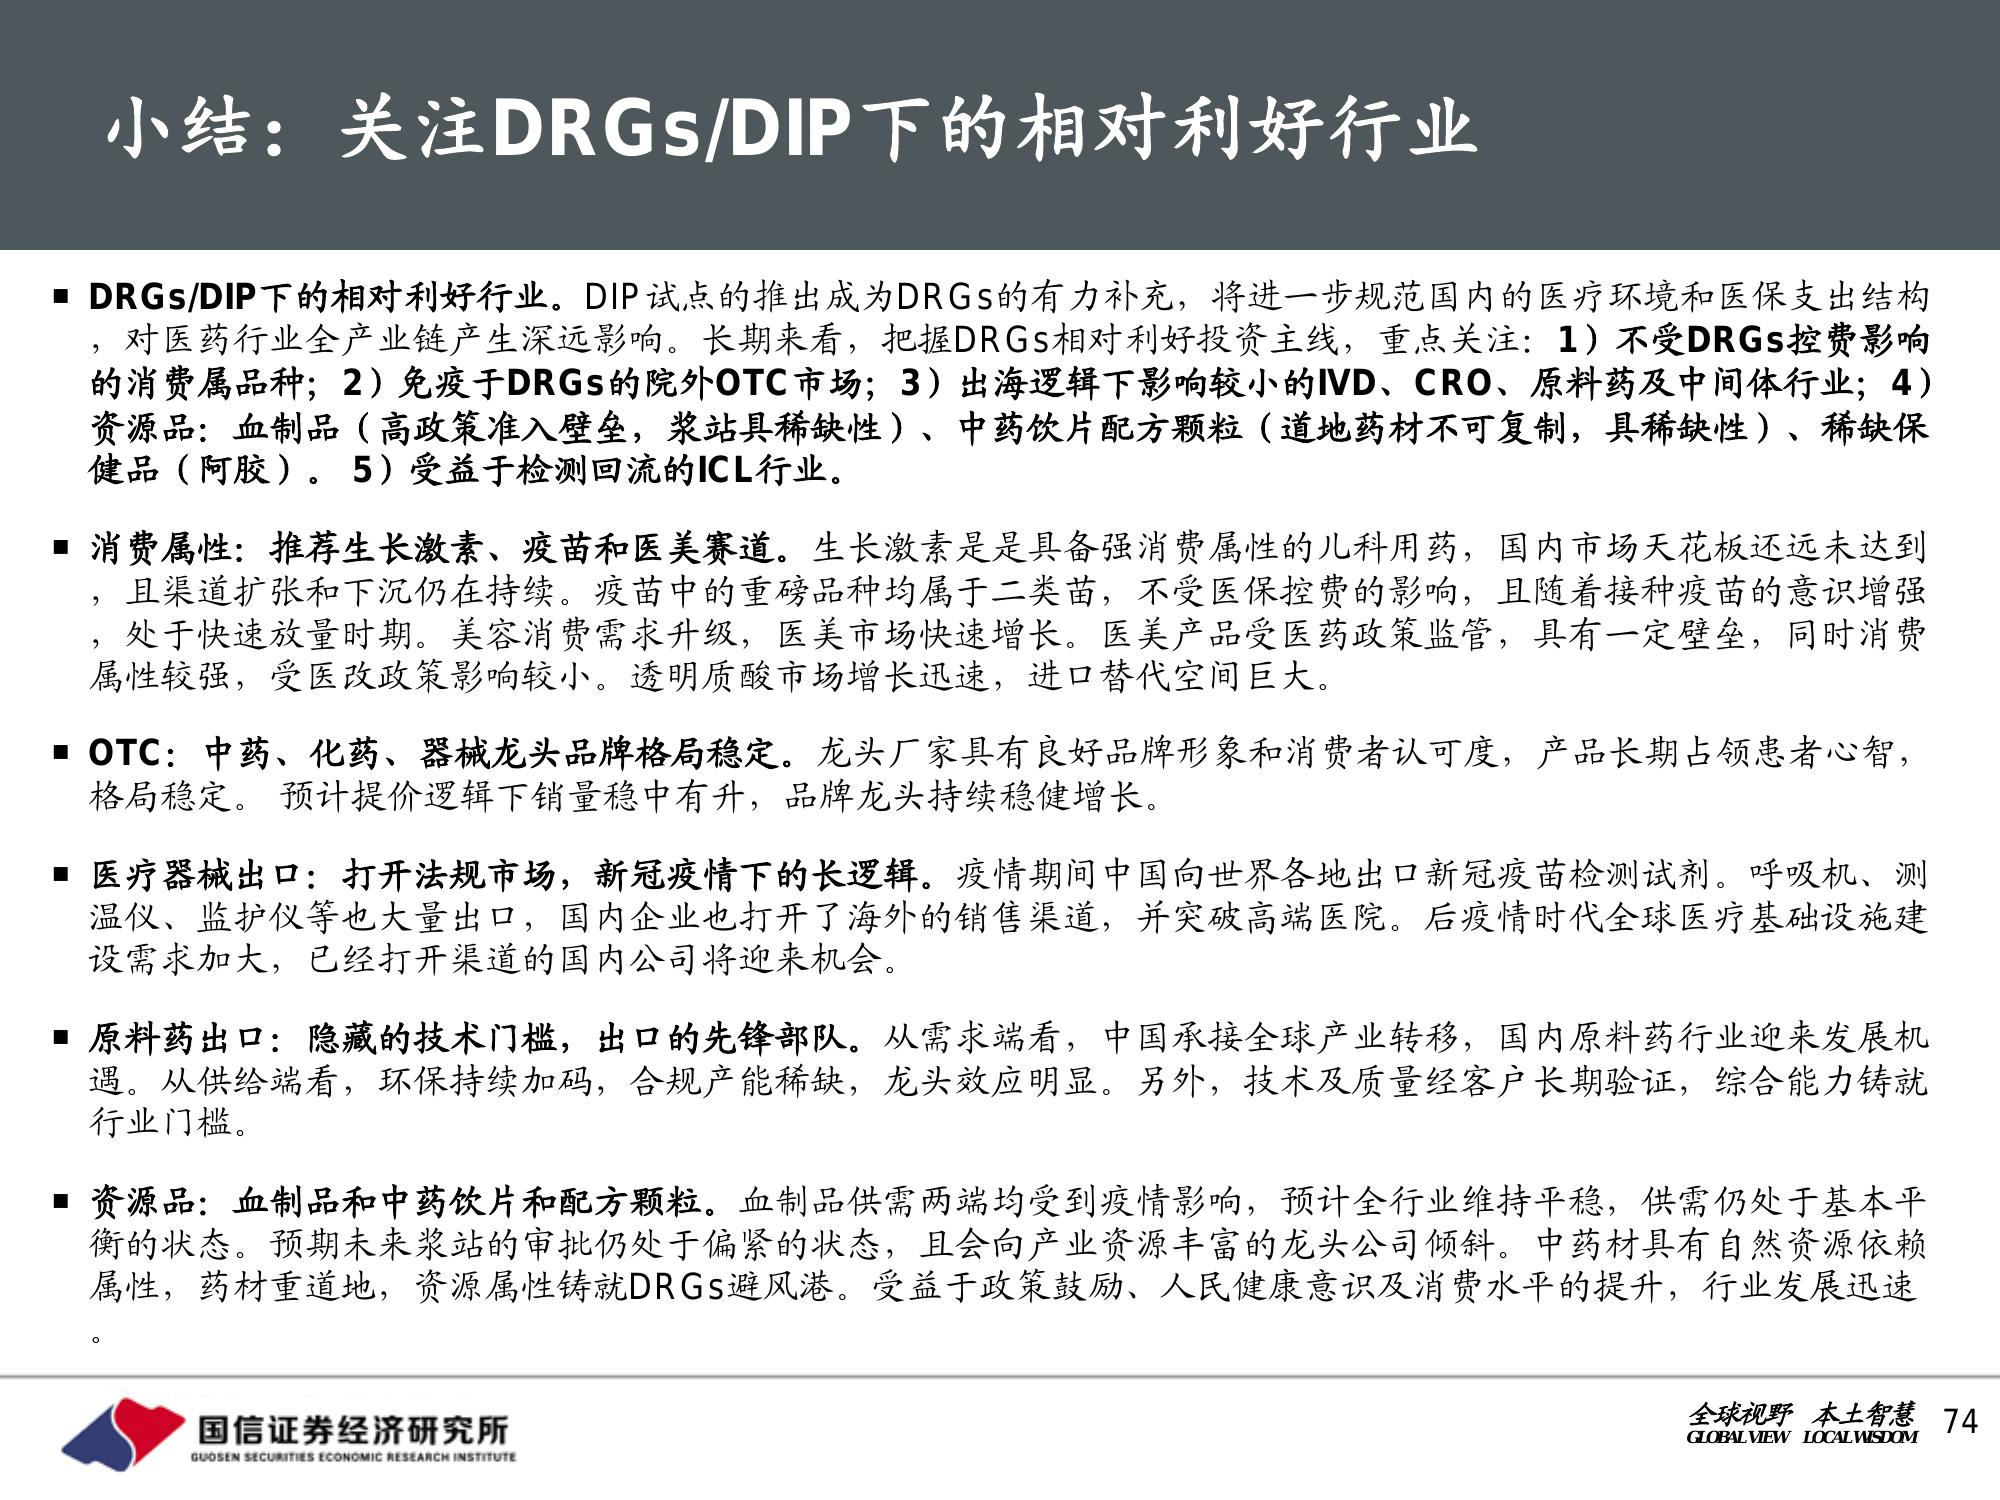 小结：关注DRGs/DIP下的相对利好行业
▪ DRGs/DIP下的相对利好行业。DIP试点的推出成为DRGs的有力补充，将进一步规范国内的医疗环境和医保支出结构
，对医药行业全产业链产生深远影响。长期来看，把握DRGs相对利好投资主线，重点关注：1）不受DRGs控费影响
的消费属品种；2）免疫于DRGs的院外OTC市场；3）出海逻辑下影响较小的IVD、CRO、原料药及中间体行业；4）
资源品：血制品（高政策准入壁垒，浆站具稀缺性）、中药饮片配方颗粒（道地药材不可复制，具稀缺性）、稀缺保
健品（阿胶）。 5）受益于检测回流的ICL行业。
▪ 消费属性：推荐生长激素、疫苗和医美赛道。生长激素是是具备强消费属性的儿科用药，国内市场天花板还远未达到
，且渠道扩张和下沉仍在持续。疫苗中的重磅品种均属于二类苗，不受医保控费的影响，且随着接种疫苗的意识增强
，处于快速放量时期。美容消费需求升级，医美市场快速增长。医美产品受医药政策监管，具有一定壁垒，同时消费
属性较强，受医改政策影响较小。透明质酸市场增长迅速，进口替代空间巨大。
▪ OTC：中药、化药、器械龙头品牌格局稳定。龙头厂家具有良好品牌形象和消费者认可度，产品长期占领患者心智，
格局稳定。 预计提价逻辑下销量稳中有升，品牌龙头持续稳健增长。
▪ 医疗器械出口：打开法规市场，新冠疫情下的长逻辑。疫情期间中国向世界各地出口新冠疫苗检测试剂。呼吸机、测
温仪、监护仪等也大量出口，国内企业也打开了海外的销售渠道，并突破高端医院。后疫情时代全球医疗基础设施建
设需求加大，已经打开渠道的国内公司将迎来机会。
▪ 原料药出口：隐藏的技术门槛，出口的先锋部队。从需求端看，中国承接全球产业转移，国内原料药行业迎来发展机
遇。从供给端看，环保持续加码，合规产能稀缺，龙头效应明显。另外，技术及质量经客户长期验证，综合能力铸就
行业门槛。
▪ 资源品：血制品和中药饮片和配方颗粒。血制品供需两端均受到疫情影响，预计全行业维持平稳，供需仍处于基本平
衡的状态。预期未来浆站的审批仍处于偏紧的状态，且会向产业资源丰富的龙头公司倾斜。中药材具有自然资源依赖
属性，药材重道地，资源属性铸就DRGs避风港。受益于政策鼓励、人民健康意识及消费水平的提升，行业发展迅速
。
国信证券经济研究所
GUOSEN SECURITIES ECONOMIC RESEARCH INSTITUTE
全球视野 本土智慧
GLOBAL VIEW LOCAL WISDOM
74